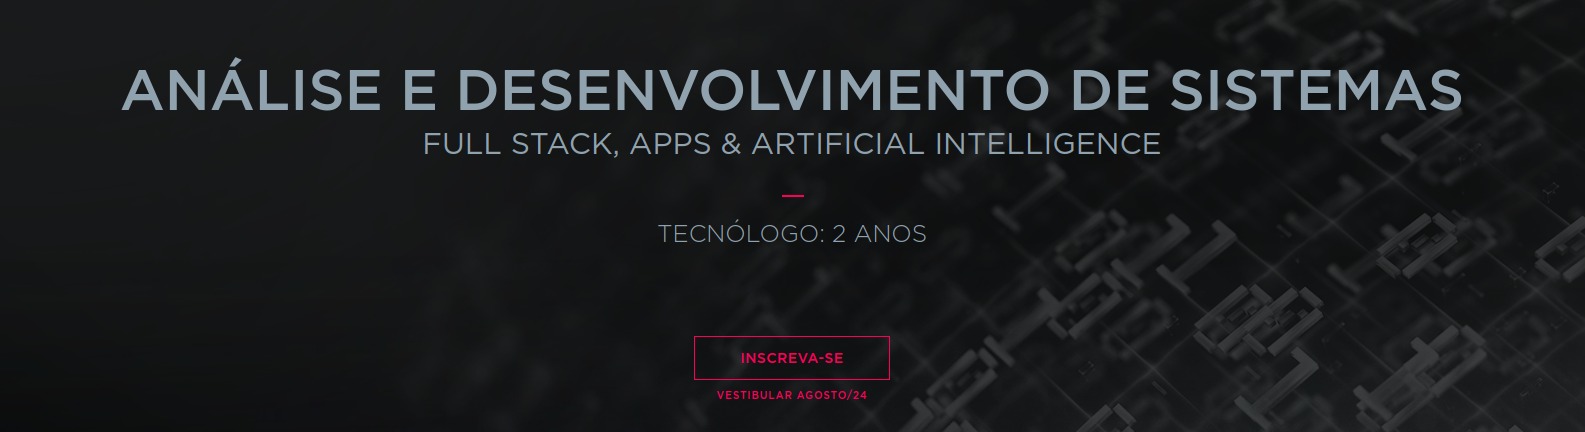 ANÁLISE E DESENVOLVIMENTO DE SISTEMAS
FULL STACK, APPS & ARTIFICIAL INTELLIGENCE
TECNÓLOGO: 2 ANOS
INSCREVA-SE
VESTIBULAR AGOSTO/24